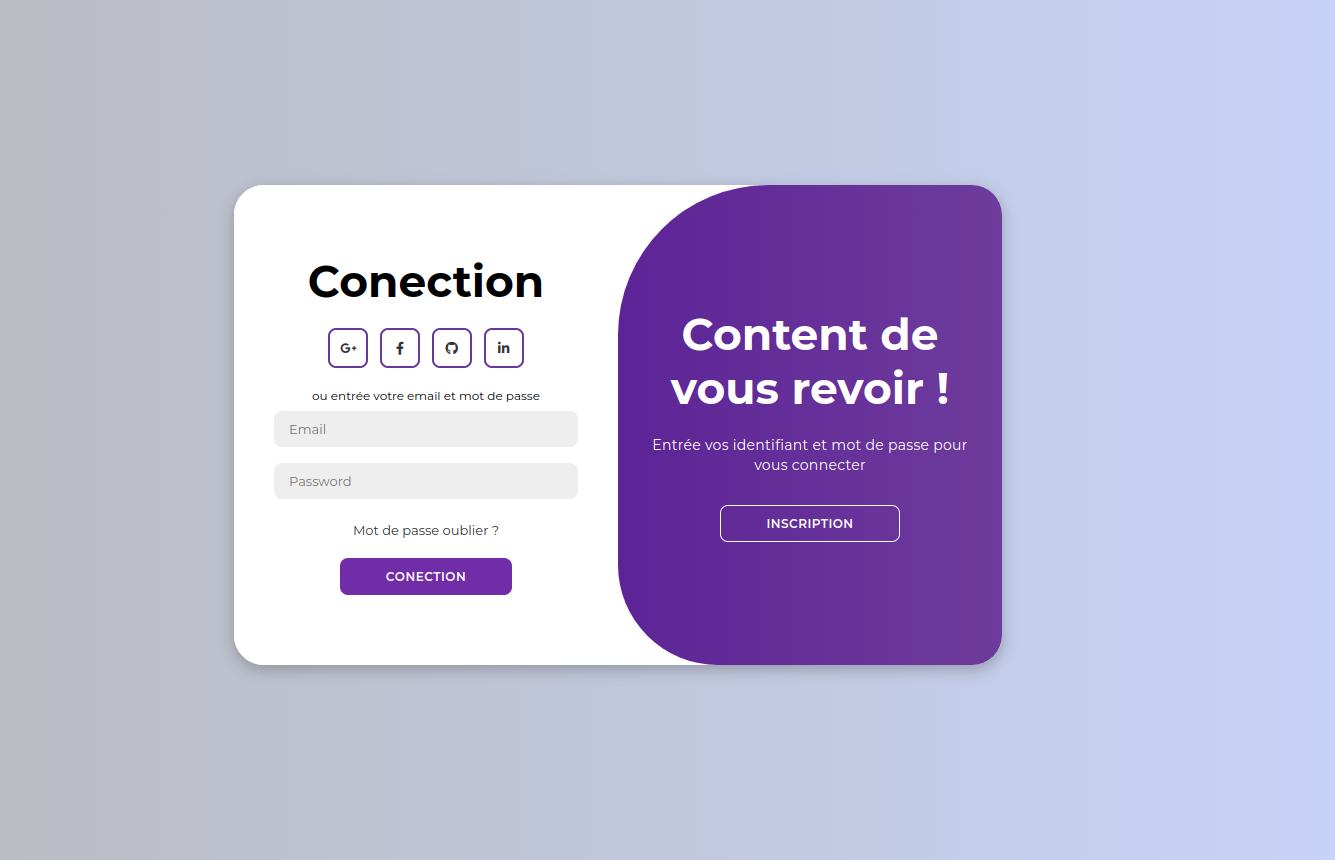 Conection
G+
f
in
ou entrée votre email et mot de passe
Email
Password
Mot de passe oublier ?
CONECTION
Content de
vous revoir !
Entrée vos identifiant et mot de passe pour
vous connecter
INSCRIPTION